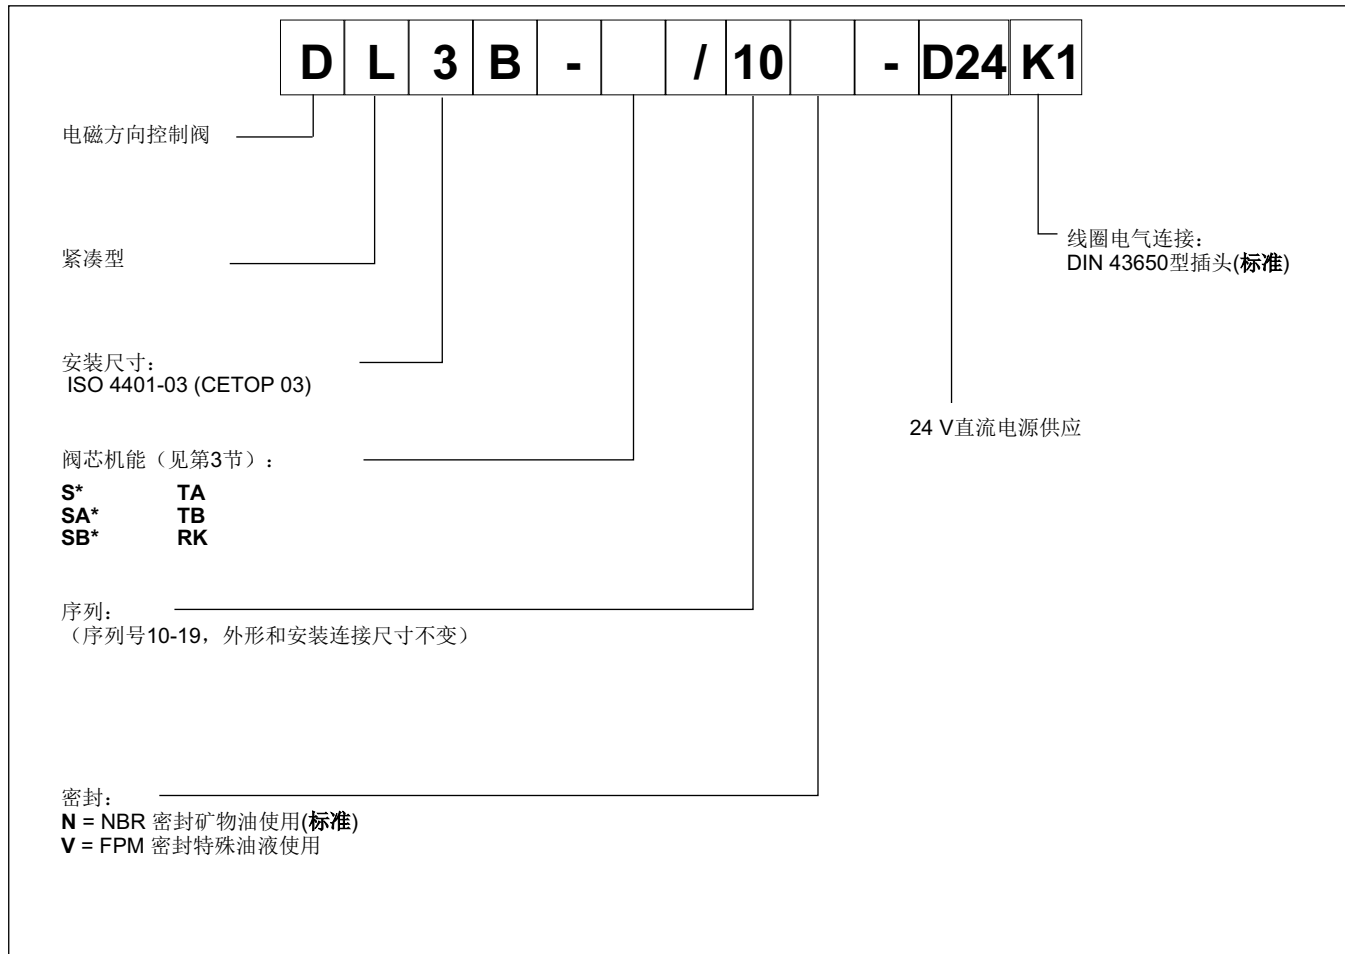 D L 3 B - / 10 - D24 K1
电磁方向控制阀
线圈电气连接：
DIN 43650型插头(标准)
紧凑型
安装尺寸：
ISO 4401-03 (CETOP 03)
24 V直流电源供应
阀芯机能（见第3节）：
S* TA
SA* TB
SB* RK
序列：
（序列号10-19，外形和安装连接尺寸不变）
密封：
N = NBR 密封矿物油使用(标准)
V = FPM 密封特殊油液使用